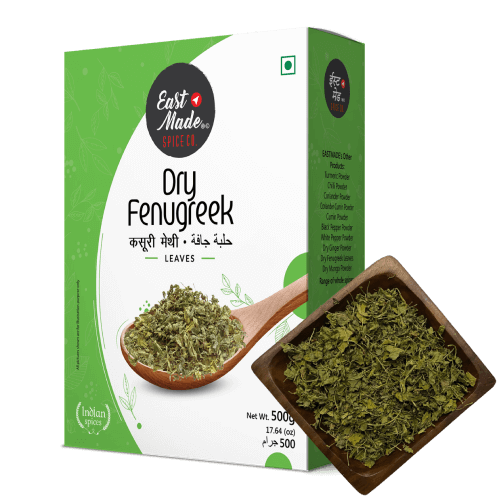 East
Made
SPICE CO.
Dry
Fenugreek
कसूरी मेथी • حلبة جافة
LEAVES
Indian
spices
Net Wt. 500g
17.64 (oz)
500 جرام
ईस्ट
मेड
EASTMADE's Other
Products:
Turmeric Powder
Chilli Powder
Coriander Powder
Coriander Cumin Powder
Cumin Powder
Black Pepper Powder
White Pepper Powder
Dry Ginger Powder
Dry Fenugreek leaves
Dry Mango Powder
Range of whole spices